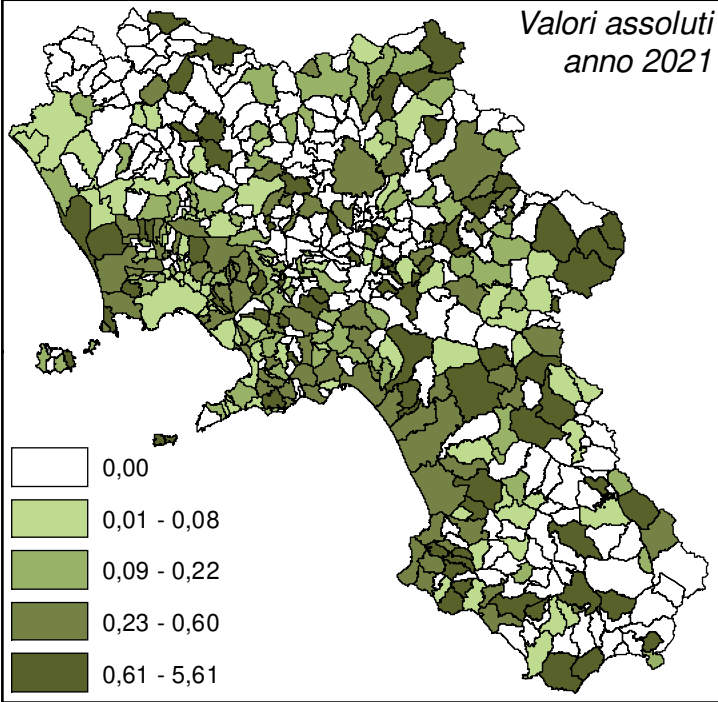 Valori assoluti
anno 2021
0,00
0,01 - 0,08
0,09 - 0,22
0,23 - 0,60
0,61 - 5,61